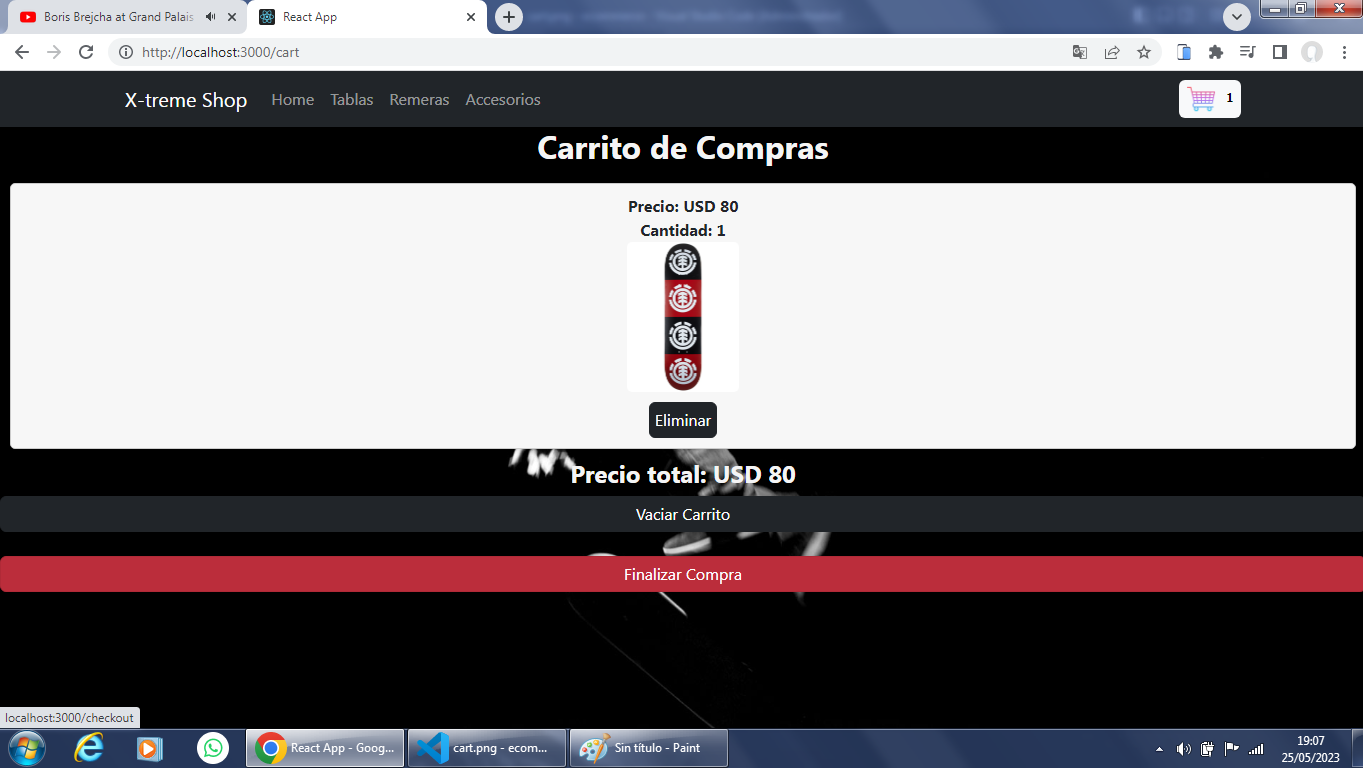 Boris Brejcha at Grand Palais
React App
http://localhost:3000/cart
X-treme Shop Home Tablas Remeras Accesorios 1
Carrito de Compras
Precio: USD 80
Cantidad: 1
Eliminar
Precio total: USD 80
Vaciar Carrito
Finalizar Compra
localhost:3000/checkout
React App - Goog...
cart.png - ecom...
Sin título - Paint
19:07
25/05/2023